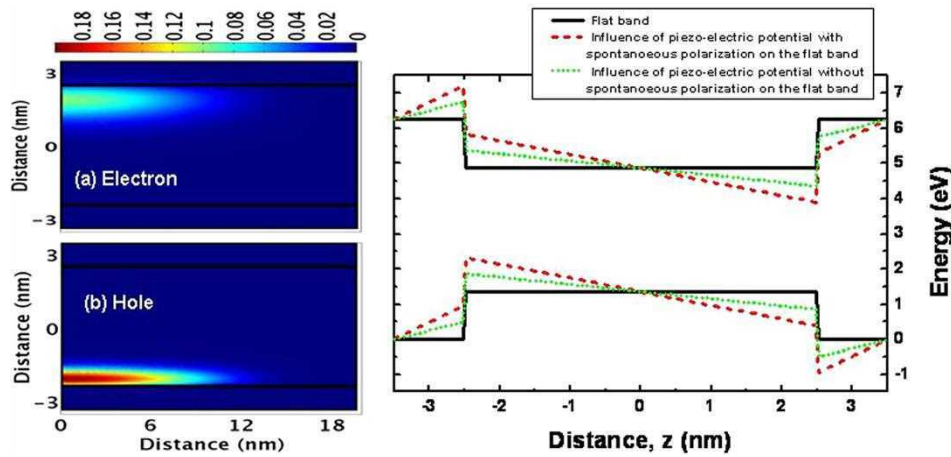 0.18 0.16 0.14 0.12 0.1 0.08 0.06 0.04 0.02 0
3
0
−3
Distance (nm)
(a) Electron
3
0
−3
Distance (nm)
(b) Hole
0 6 12 18
Distance (nm)
Flat band
Influence of piezo-electric potential with
spontanoeous polarization on the flat band
Influence of piezo-electric potential without
spontanoeous polarization on the flat band
7
6
5
4
3
2
1
0
-1
Energy (eV)
-3 -2 -1 0 1 2 3
Distance, z (nm)